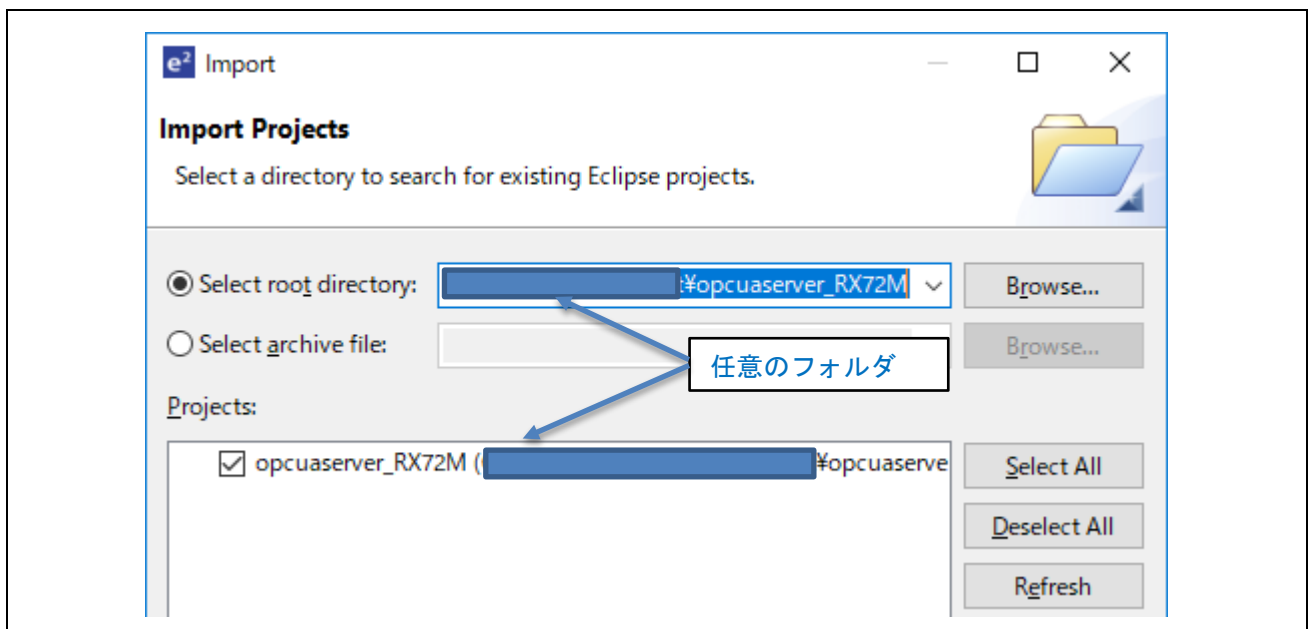 e² Import
Import Projects
Select a directory to search for existing Eclipse projects.
Select root directory: t¥opcuaserver_RX72M Browse...
Select archive file: Browse...
任意のフォルダ
Projects:
opcuaserver_RX72M ( ¥opcuaserve Select All
Deselect All
Refresh